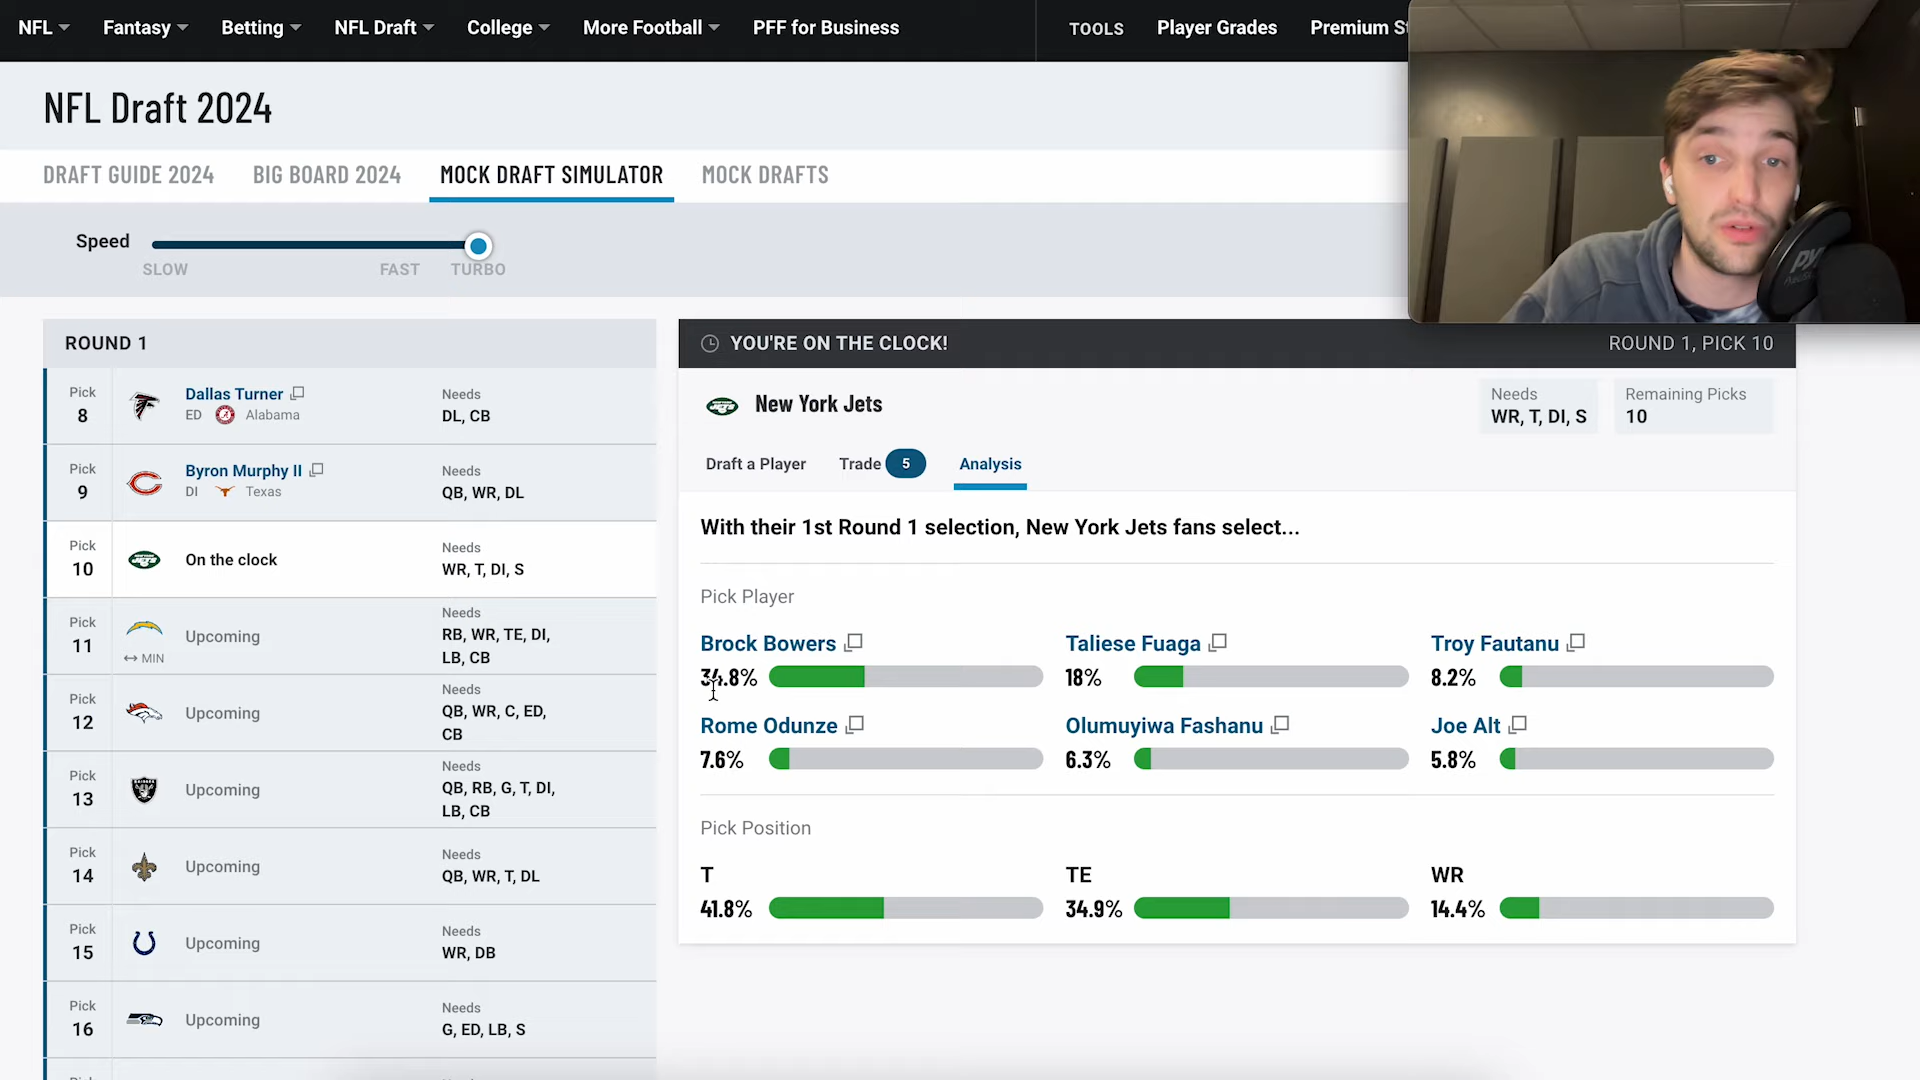 NFL Fantasy Betting NFL Draft College More Football PFF for Business TOOLS Player Grades Premium
NFL Draft 2024
DRAFT GUIDE 2024 BIG BOARD 2024 MOCK DRAFT SIMULATOR MOCK DRAFTS
Speed
SLOW FAST TURBO
ROUND 1
Pick 8 Dallas Turner ED Alabama Needs DL, CB
Pick 9 Byron Murphy II DI Texas Needs QB, WR, DL
Pick 10 On the clock Needs WR, T, DI, S
Pick 11 MIN Upcoming Needs RB, WR, TE, DI, LB, CB
Pick 12 Upcoming Needs QB, WR, C, ED, CB
Pick 13 Upcoming Needs QB, RB, G, T, DI, LB, CB
Pick 14 Upcoming Needs QB, WR, T, DL
Pick 15 Upcoming Needs WR, DB
Pick 16 Upcoming Needs G, ED, LB, S
YOU'RE ON THE CLOCK! ROUND 1, PICK 10
New York Jets
Needs WR, T, DI, S
Remaining Picks 10
Draft a Player Trade 5 Analysis
With their 1st Round 1 selection, New York Jets fans select...
Pick Player
Brock Bowers Taliese Fuaga Troy Fautanu
34.8% 18% 8.2%
Rome Odunze Olumuyiwa Fashanu Joe Alt
7.6% 6.3% 5.8%
Pick Position
T TE WR
41.8% 34.9% 14.4%